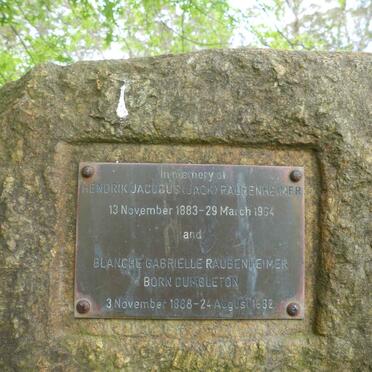 In memory of
HENDRIK JACOBUS (JACK) RAUBENHEIMER
13 November 1883-29 March 1964
and
BLANCHE GABRIELLE RAUBENHEIMER
BORN DUMBLETON
3 November 1888-24 August 1982